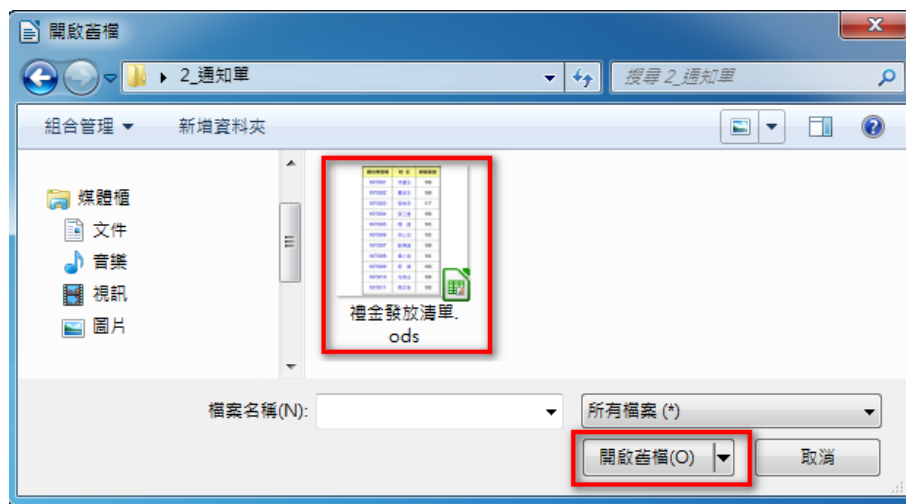 開啟舊檔
2_通知單
搜尋 2_通知單
組合管理
新增資料夾
媒體櫃
文件
音樂
視訊
圖片
禮金發放清單.
ods
檔案名稱(N):
所有檔案 (*)
開啟舊檔(O)
取消